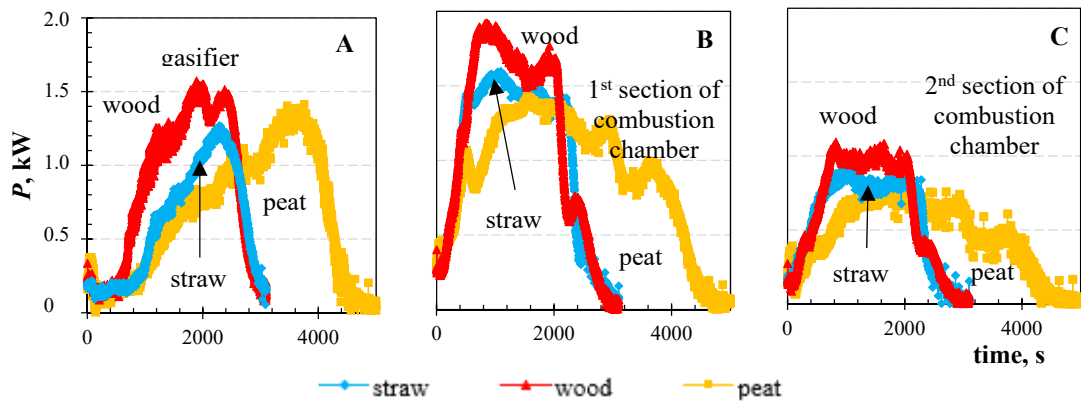 2.0
1.5
1.0
0.5
0
P, kW
A
gasifier
wood
peat
straw
0
2000
4000
B
wood
1st section of
combustion
chamber
straw
peat
0
2000
4000
C
2nd section of
combustion
chamber
wood
straw
peat
0
2000
4000
time, s
straw
wood
peat